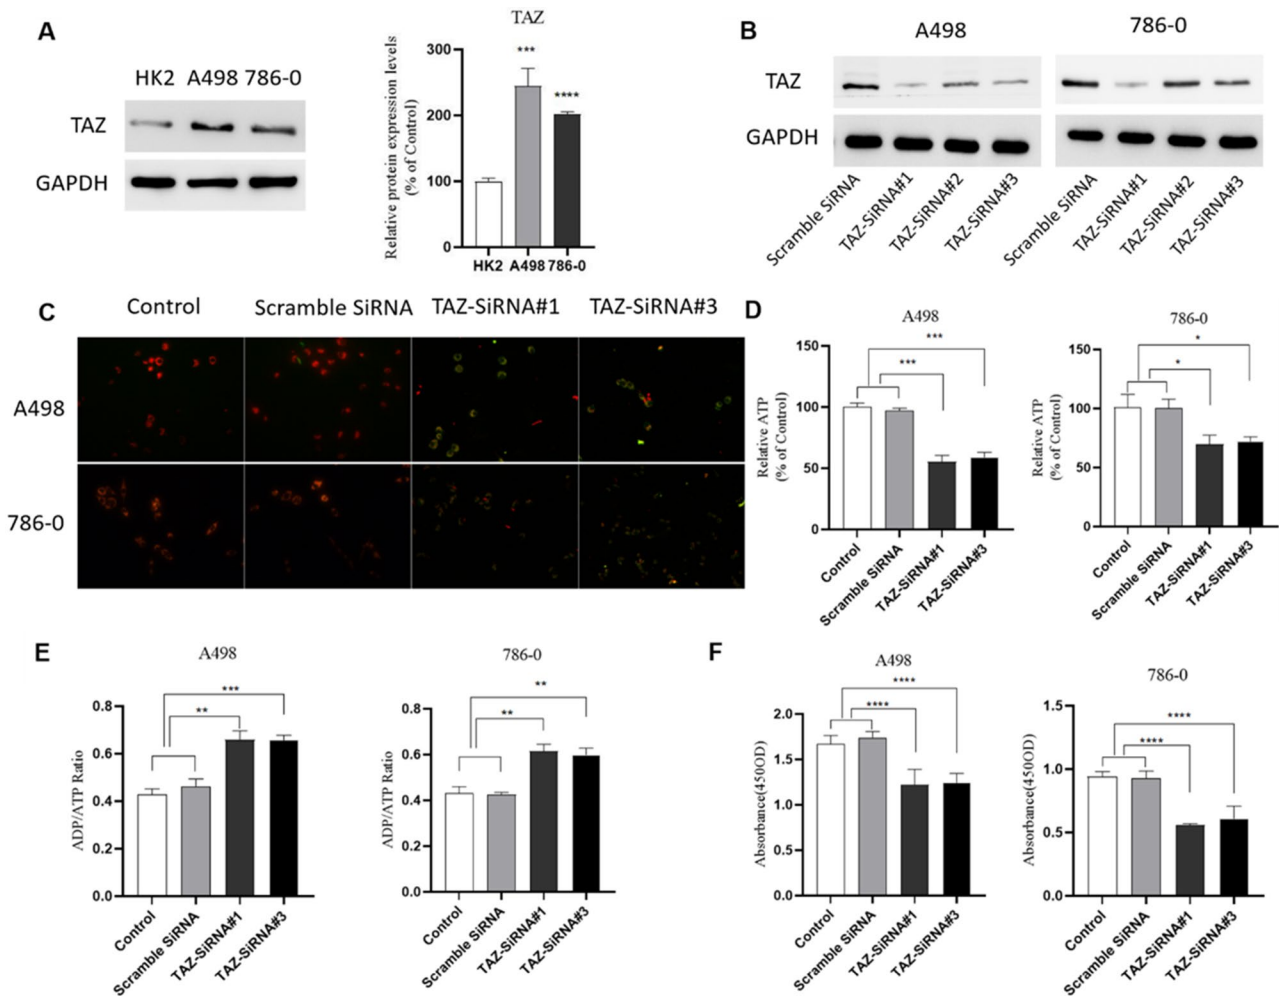 A
HK2 A498 786-0
TAZ
GAPDH
TAZ
Relative protein expression levels
(% of Control)
300
200
100
0
***
****
HK2 A498 786-0
B
A498 786-0
TAZ
GAPDH
Scramble SiRNA
TAZ-SiRNA#1
TAZ-SiRNA#2
TAZ-SiRNA#3
Scramble SiRNA
TAZ-SiRNA#1
TAZ-SiRNA#2
TAZ-SiRNA#3
C
Control Scramble SiRNA TAZ-SiRNA#1 TAZ-SiRNA#3
A498
786-0
D
A498
Relative ATP
(% of Control)
150
100
50
0
***
***
Control
Scramble SiRNA
TAZ-SiRNA#1
TAZ-SiRNA#3
786-0
Relative ATP
(% of Control)
150
100
50
0
*
*
Control
Scramble SiRNA
TAZ-SiRNA#1
TAZ-SiRNA#3
E
A498
ADP/ATP Ratio
0.8
0.6
0.4
0.2
0.0
***
**
Control
Scramble SiRNA
TAZ-SiRNA#1
TAZ-SiRNA#3
786-0
ADP/ATP Ratio
0.8
0.6
0.4
0.2
0.0
**
**
Control
Scramble SiRNA
TAZ-SiRNA#1
TAZ-SiRNA#3
F
A498
Absorbance(450OD)
2.0
1.5
1.0
0.5
0.0
****
****
Control
Scramble SiRNA
TAZ-SiRNA#1
TAZ-SiRNA#3
786-0
Absorbance(450OD)
1.5
1.0
0.5
0.0
****
****
Control
Scramble SiRNA
TAZ-SiRNA#1
TAZ-SiRNA#3